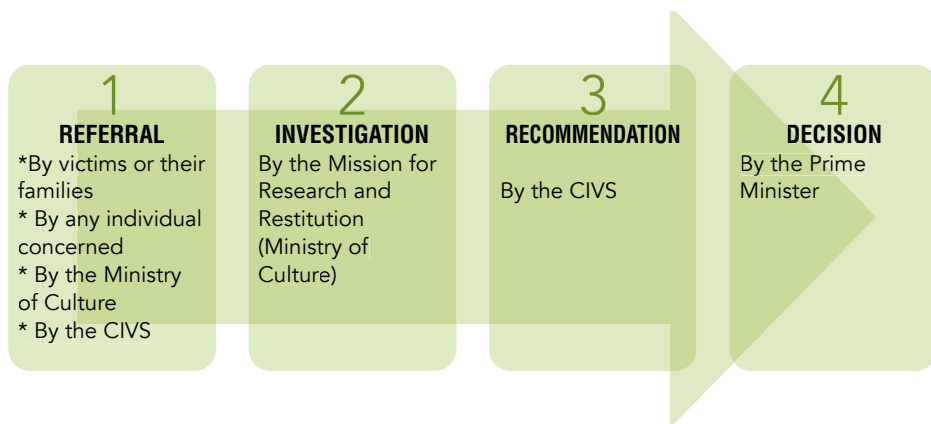 1
REFERRAL
*By victims or their
families
* By any individual
concerned
* By the Ministry
of Culture
* By the CIVS
2
INVESTIGATION
By the Mission for
Research and
Restitution
(Ministry of
Culture)
3
RECOMMENDATION
By the CIVS
4
DECISION
By the Prime
Minister